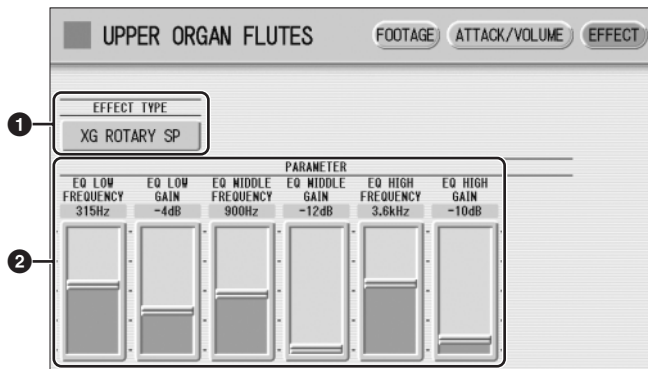 UPPER ORGAN FLUTES FOOTAGE ATTACK/VOLUME EFFECT
1
EFFECT TYPE
XG ROTARY SP
2
PARAMETER
EQ LOW FREQUENCY
315Hz
EQ LOW GAIN
-4dB
EQ MIDDLE FREQUENCY
900Hz
EQ MIDDLE GAIN
-12dB
EQ HIGH FREQUENCY
3.6kHz
EQ HIGH GAIN
-10dB